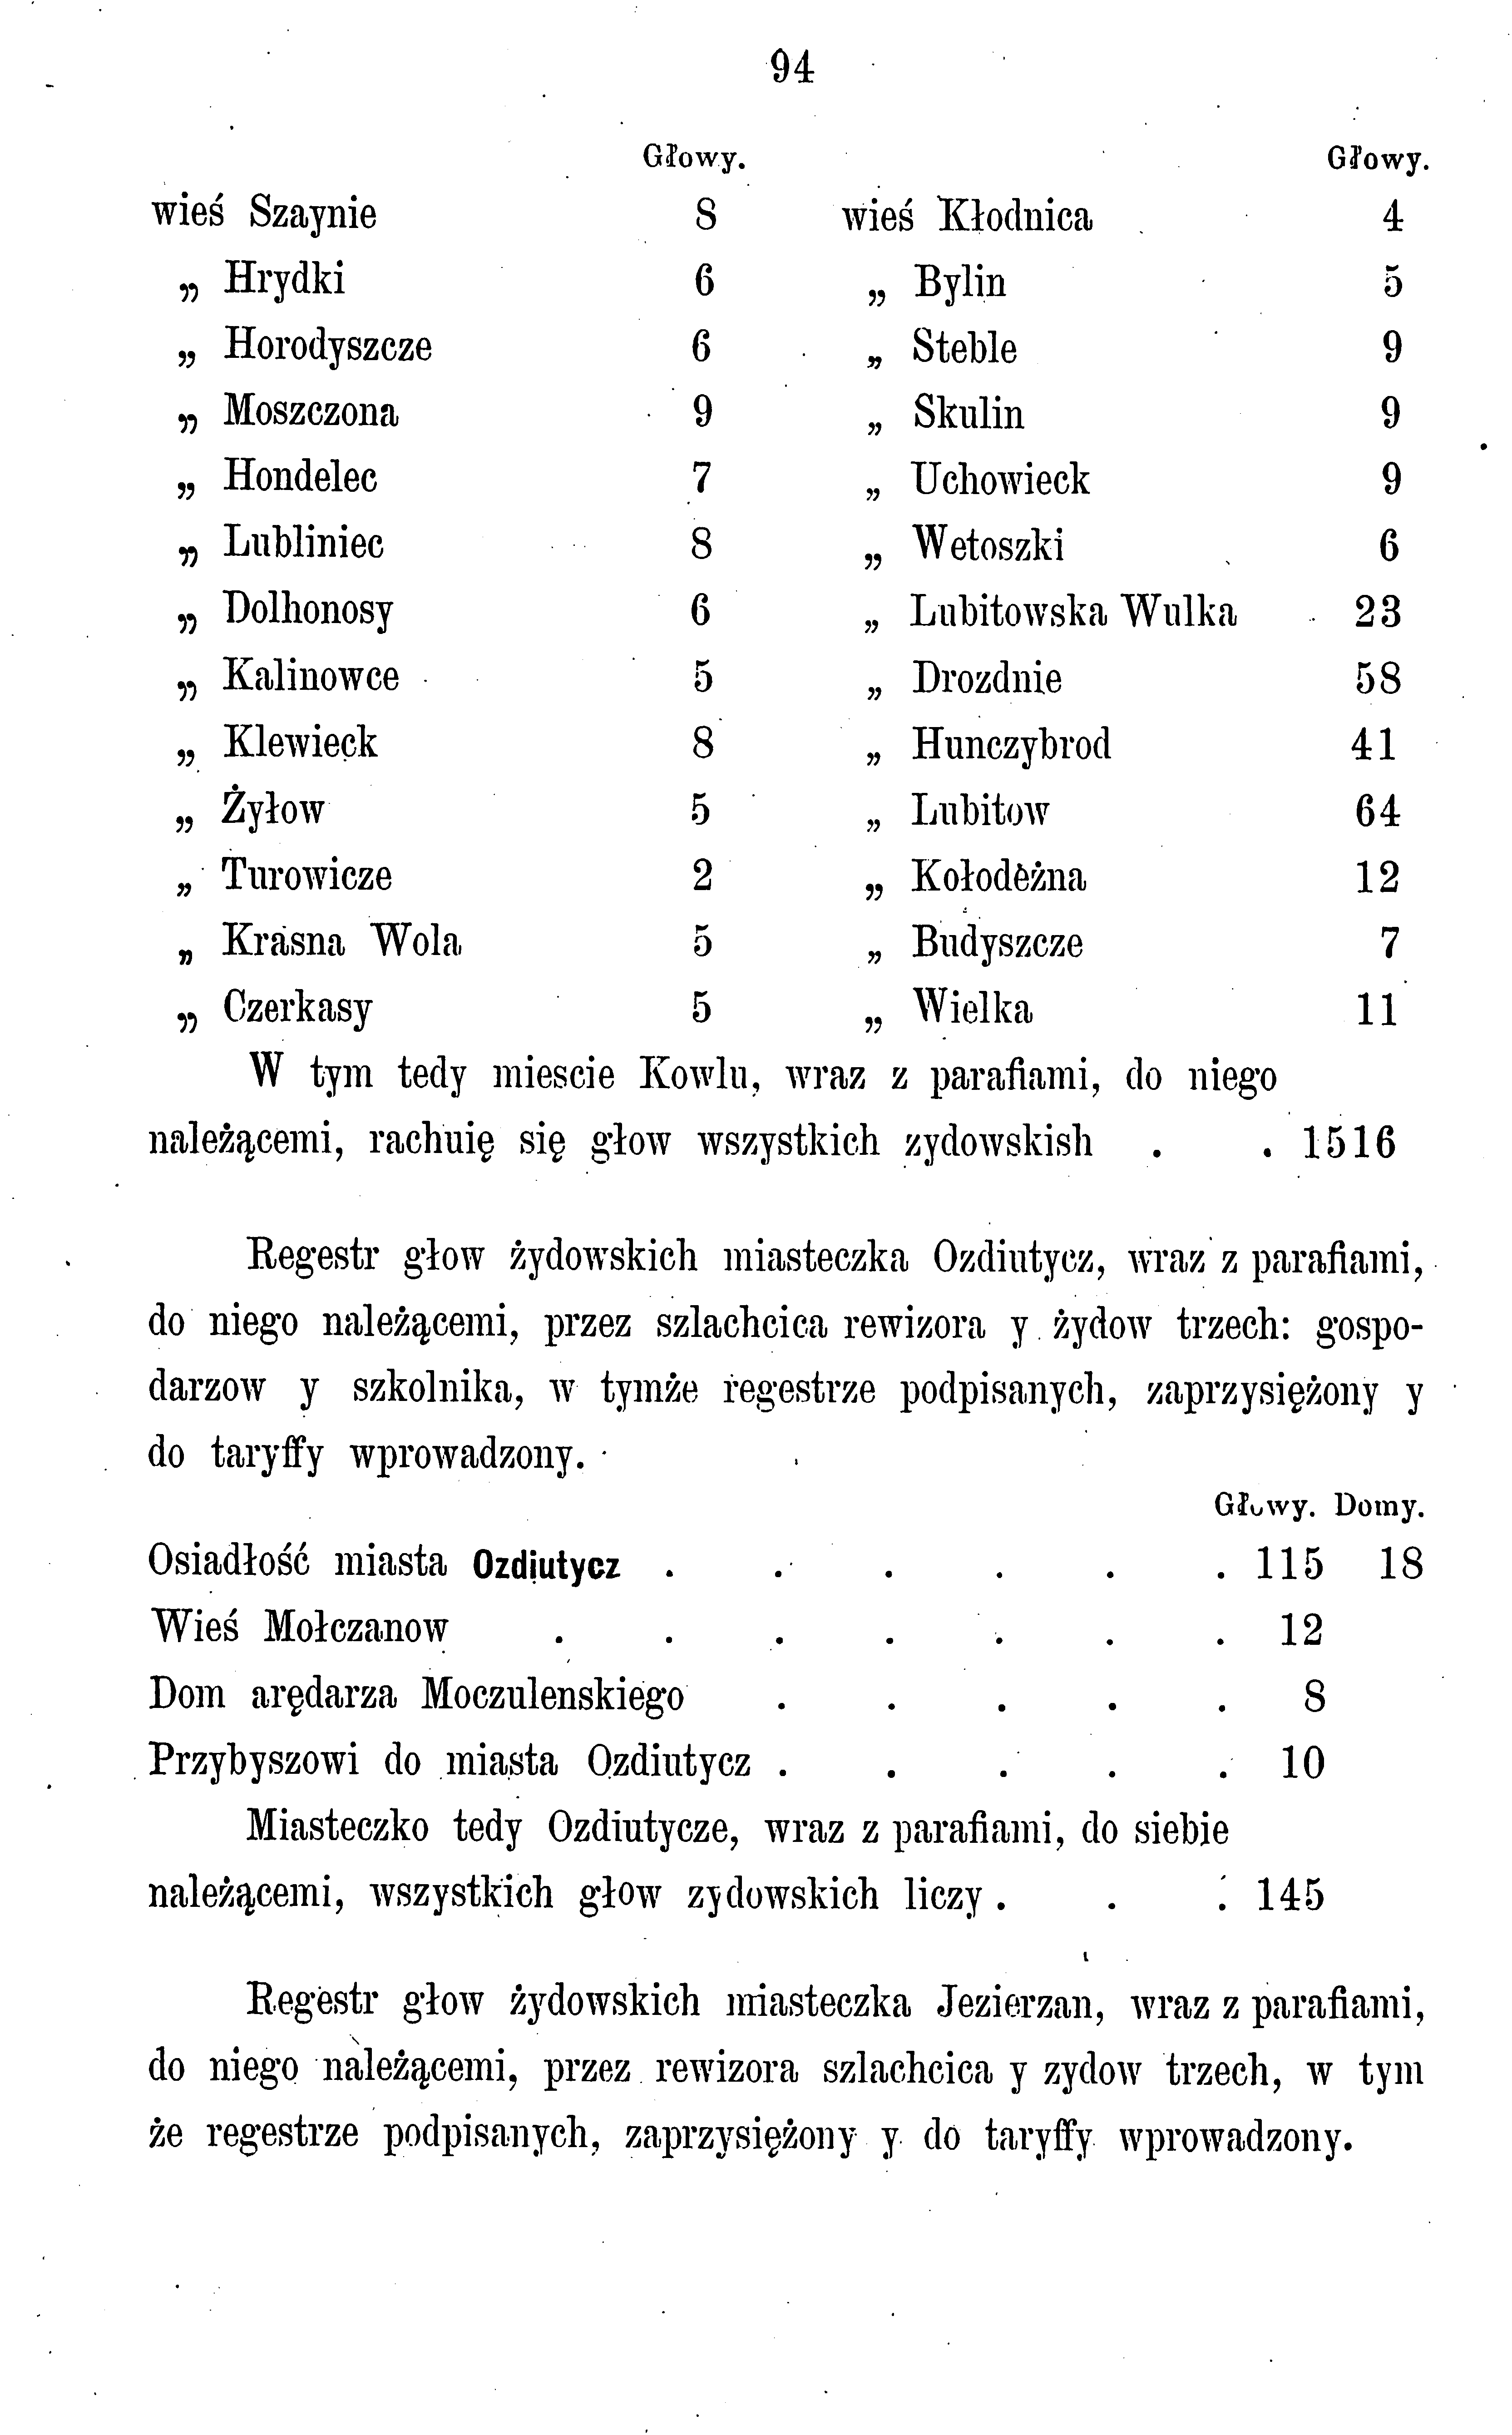 94
Głowy. Głowy.
wieś Szaynie 8 wieś Kłodnica 4
„ Hrydki 6 „ Bylin 5
„ Horodyszcze 6 „ Steble 9
„ Moszczona 9 „ Skulin 9
„ Hondelec 7 „ Uchowieck 9
„ Lubliniec 8 „ Wetoszki 6
„ Dolhonosy 6 „ Lubitowska Wulka 23
„ Kalinowce 5 „ Drozdnie 58
„ Klewieck 8 „ Hunczybrod 41
„ Żyłow 5 „ Lubitow 64
„ Turowicze 2 „ Kołodèżna 12
„ Krasna Wola 5 „ Budyszcze 7
„ Czerkasy 5 „ Wielka 11
W tym tedy miescie Kowlu, wraz z parafiami, do niego
należącemi, rachuię się głow wszystkich zydowskish . . 1516
Regestr głow żydowskich miasteczka Ozdiutycz, wraz z parafiami,
do niego należącemi, przez szlachcica rewizora y żydow trzech: gospo-
darzow y szkolnika, w tymże regestrze podpisanych, zaprzysiężony y
do taryffy wprowadzony.
Głowy. Domy.
Osiadłość miasta Ozdiutycz . . . . . . 115 18
Wieś Mołczanow . . . . . . . 12
Dom arędarza Moczulenskiego . . . . . 8
Przybyszowi do miasta Ozdiutycz . . . . . 10
Miasteczko tedy Ozdiutycze, wraz z parafiami, do siebie
należącemi, wszystkich głow zydowskich liczy . . . 145
Regestr głow żydowskich miasteczka Jezierzan, wraz z parafiami,
do niego należącemi, przez rewizora szlachcica y zydow trzech, w tym
że regestrze podpisanych, zaprzysiężony y do taryffy wprowadzony.